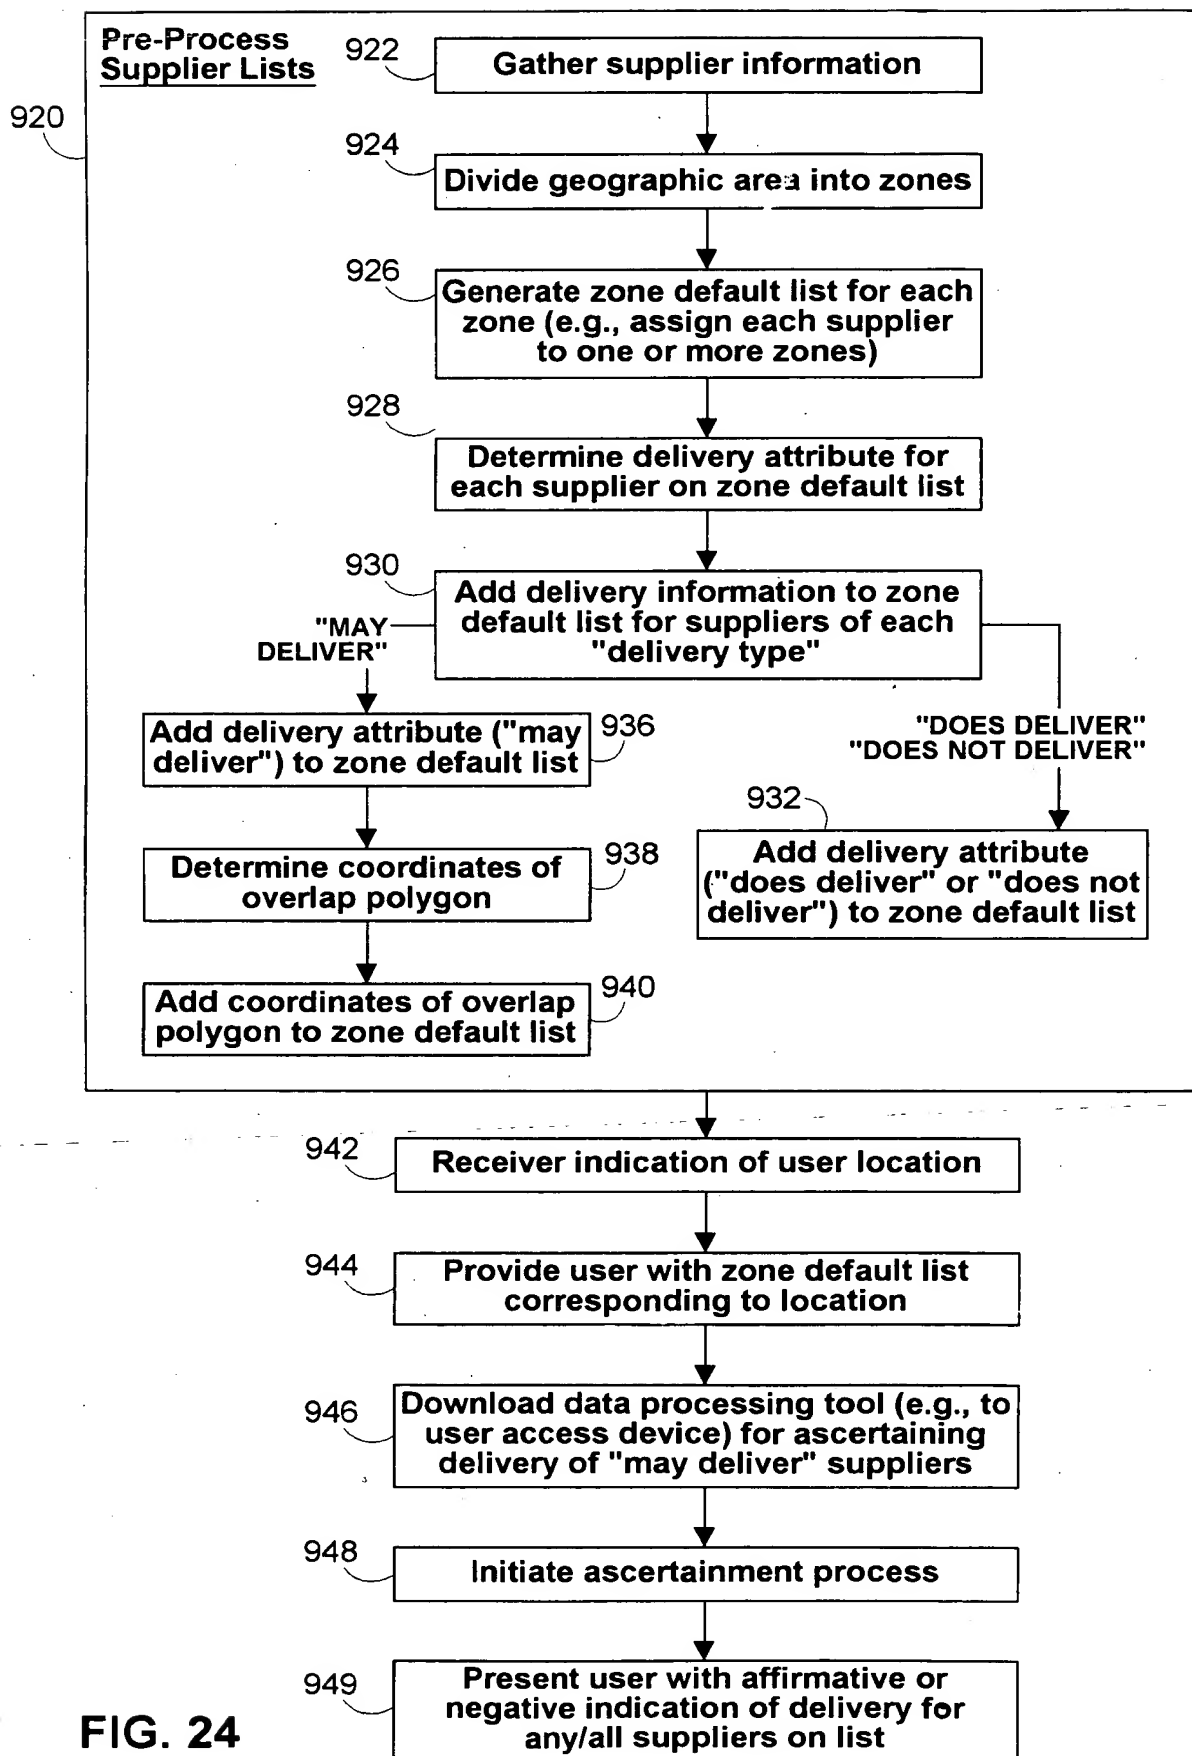 Pre-Process
Supplier Lists
920
922
Gather supplier information
924
Divide geographic area into zones
926
Generate zone default list for each
zone (e.g., assign each supplier
to one or more zones)
928
Determine delivery attribute for
each supplier on zone default list
930
Add delivery information to zone
default list for suppliers of each
"delivery type"
"MAY
DELIVER"
"DOES DELIVER"
"DOES NOT DELIVER"
Add delivery attribute ("may
deliver") to zone default list
936
932
Add delivery attribute
("does deliver" or "does not
deliver") to zone default list
Determine coordinates of
overlap polygon
938
Add coordinates of overlap
polygon to zone default list
940
942
Receiver indication of user location
944
Provide user with zone default list
corresponding to location
946
Download data processing tool (e.g., to
user access device) for ascertaining
delivery of "may deliver" suppliers
948
Initiate ascertainment process
949
Present user with affirmative or
negative indication of delivery for
any/all suppliers on list
FIG. 24